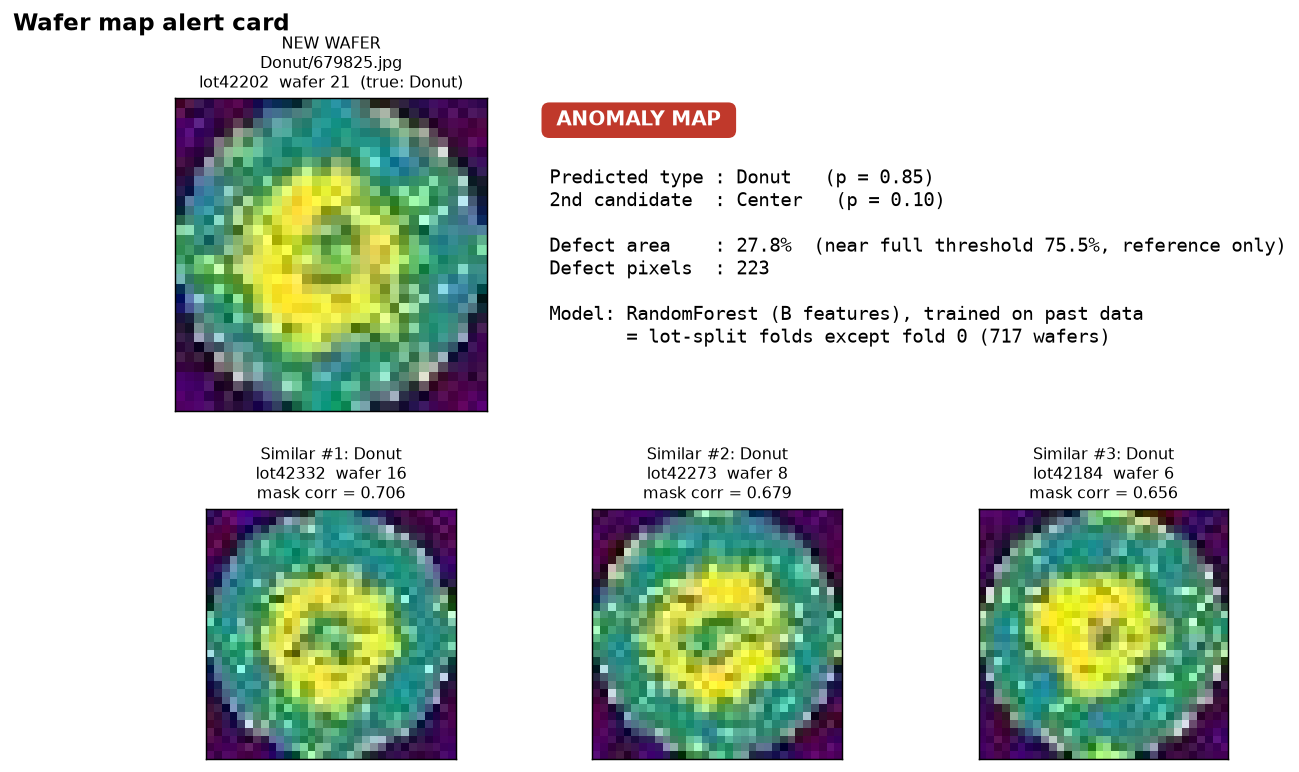 Wafer map alert card
NEW WAFER
Donut/679825.jpg
lot42202  wafer 21  (true: Donut)
ANOMALY MAP
Predicted type : Donut   (p = 0.85)
2nd candidate  : Center   (p = 0.10)
Defect area    : 27.8%  (near full threshold 75.5%, reference only)
Defect pixels  : 223
Model: RandomForest (B features), trained on past data
= lot-split folds except fold 0 (717 wafers)
Similar #1: Donut
lot42332  wafer 16
mask corr = 0.706
Similar #2: Donut
lot42273  wafer 8
mask corr = 0.679
Similar #3: Donut
lot42184  wafer 6
mask corr = 0.656